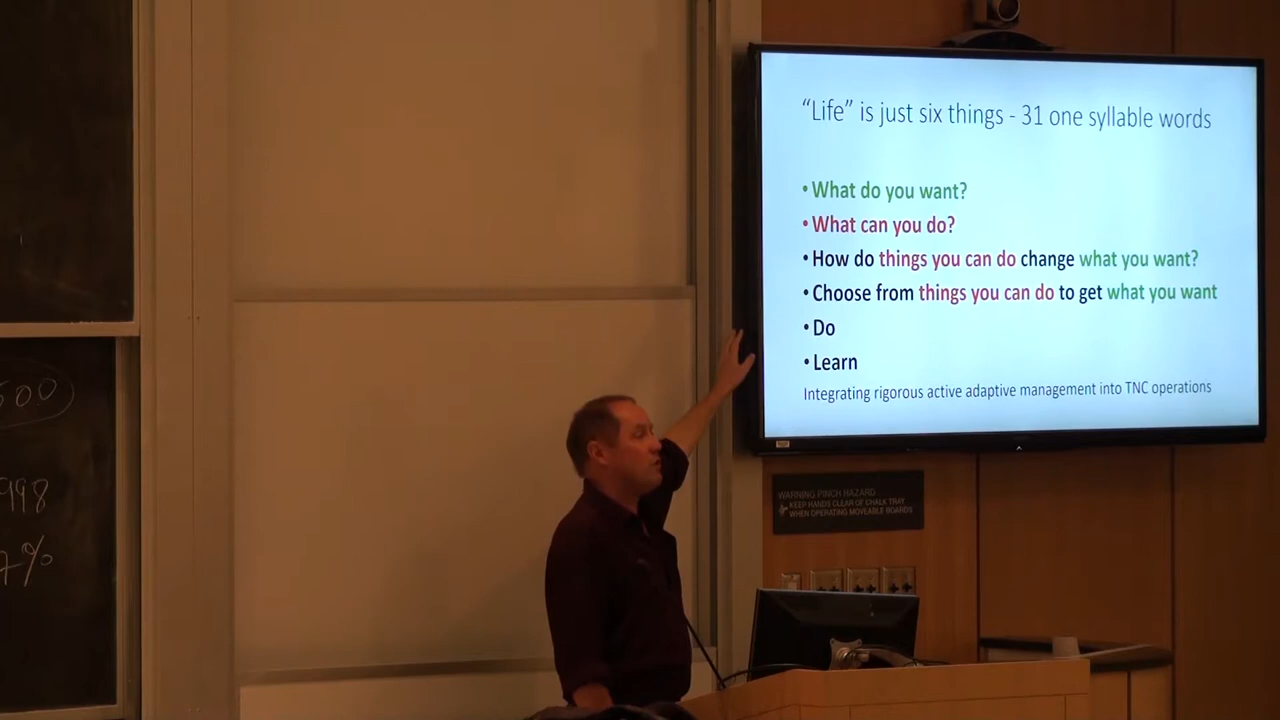 “Life” is just six things - 31 one syllable words
• What do you want?
• What can you do?
• How do things you can do change what you want?
• Choose from things you can do to get what you want
• Do
• Learn
Integrating rigorous active adaptive management into TNC operations
WARNING PINCH HAZARD
KEEP HANDS CLEAR OF CHALK TRAY
WHEN OPERATING MOVEABLE BOARDS
500
998
7%